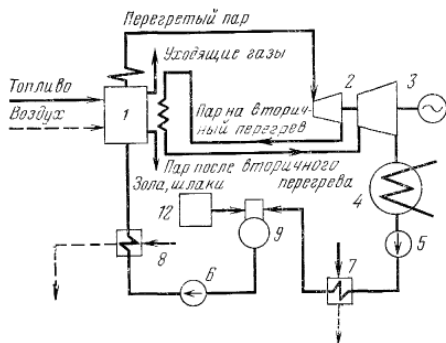 Перегретый пар
Уходящие газы
Топливо
Воздух
1
2
3
Пар на вторич-
ный перегрев
Пар после вторичного
перегрева
Зола, шлаки
4
12
9
5
7
8
6